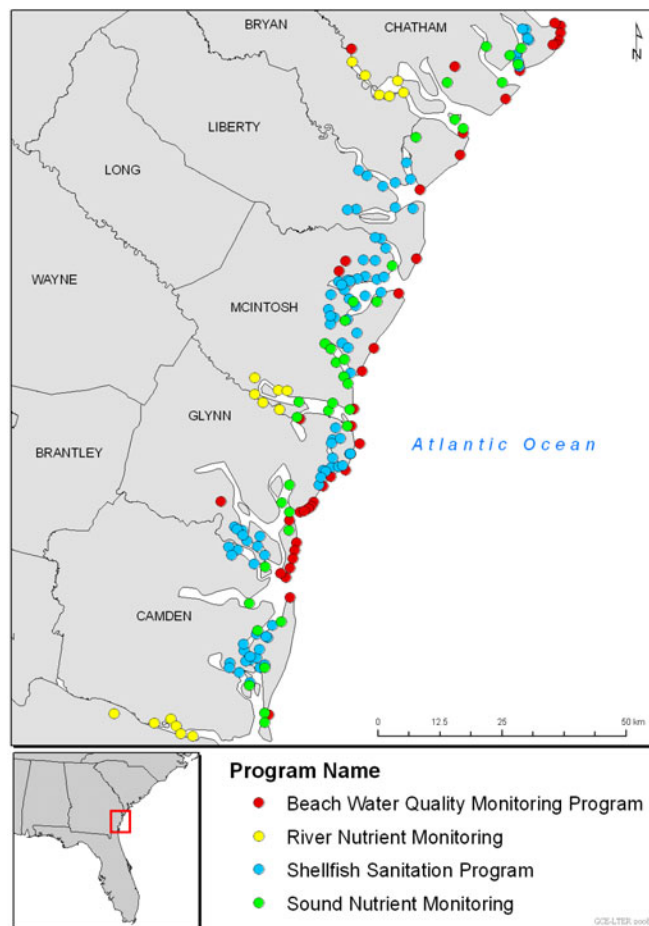 BRYAN
CHATHAM
N
LIBERTY
LONG
WAYNE
MCINTOSH
GLYNN
BRANTLEY
Atlantic Ocean
CAMDEN
0 12.5 25 50 km
Program Name
Beach Water Quality Monitoring Program
River Nutrient Monitoring
Shellfish Sanitation Program
Sound Nutrient Monitoring